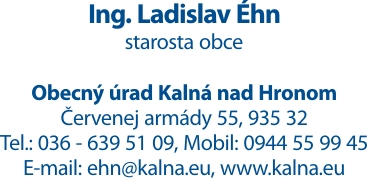 Ing. Ladislav Éhn
starosta obce
Obecný úrad Kalná nad Hronom
Červenej armády 55, 935 32
Tel.: 036 - 639 51 09, Mobil: 0944 55 99 45
E-mail: ehn@kalna.eu, www.kalna.eu